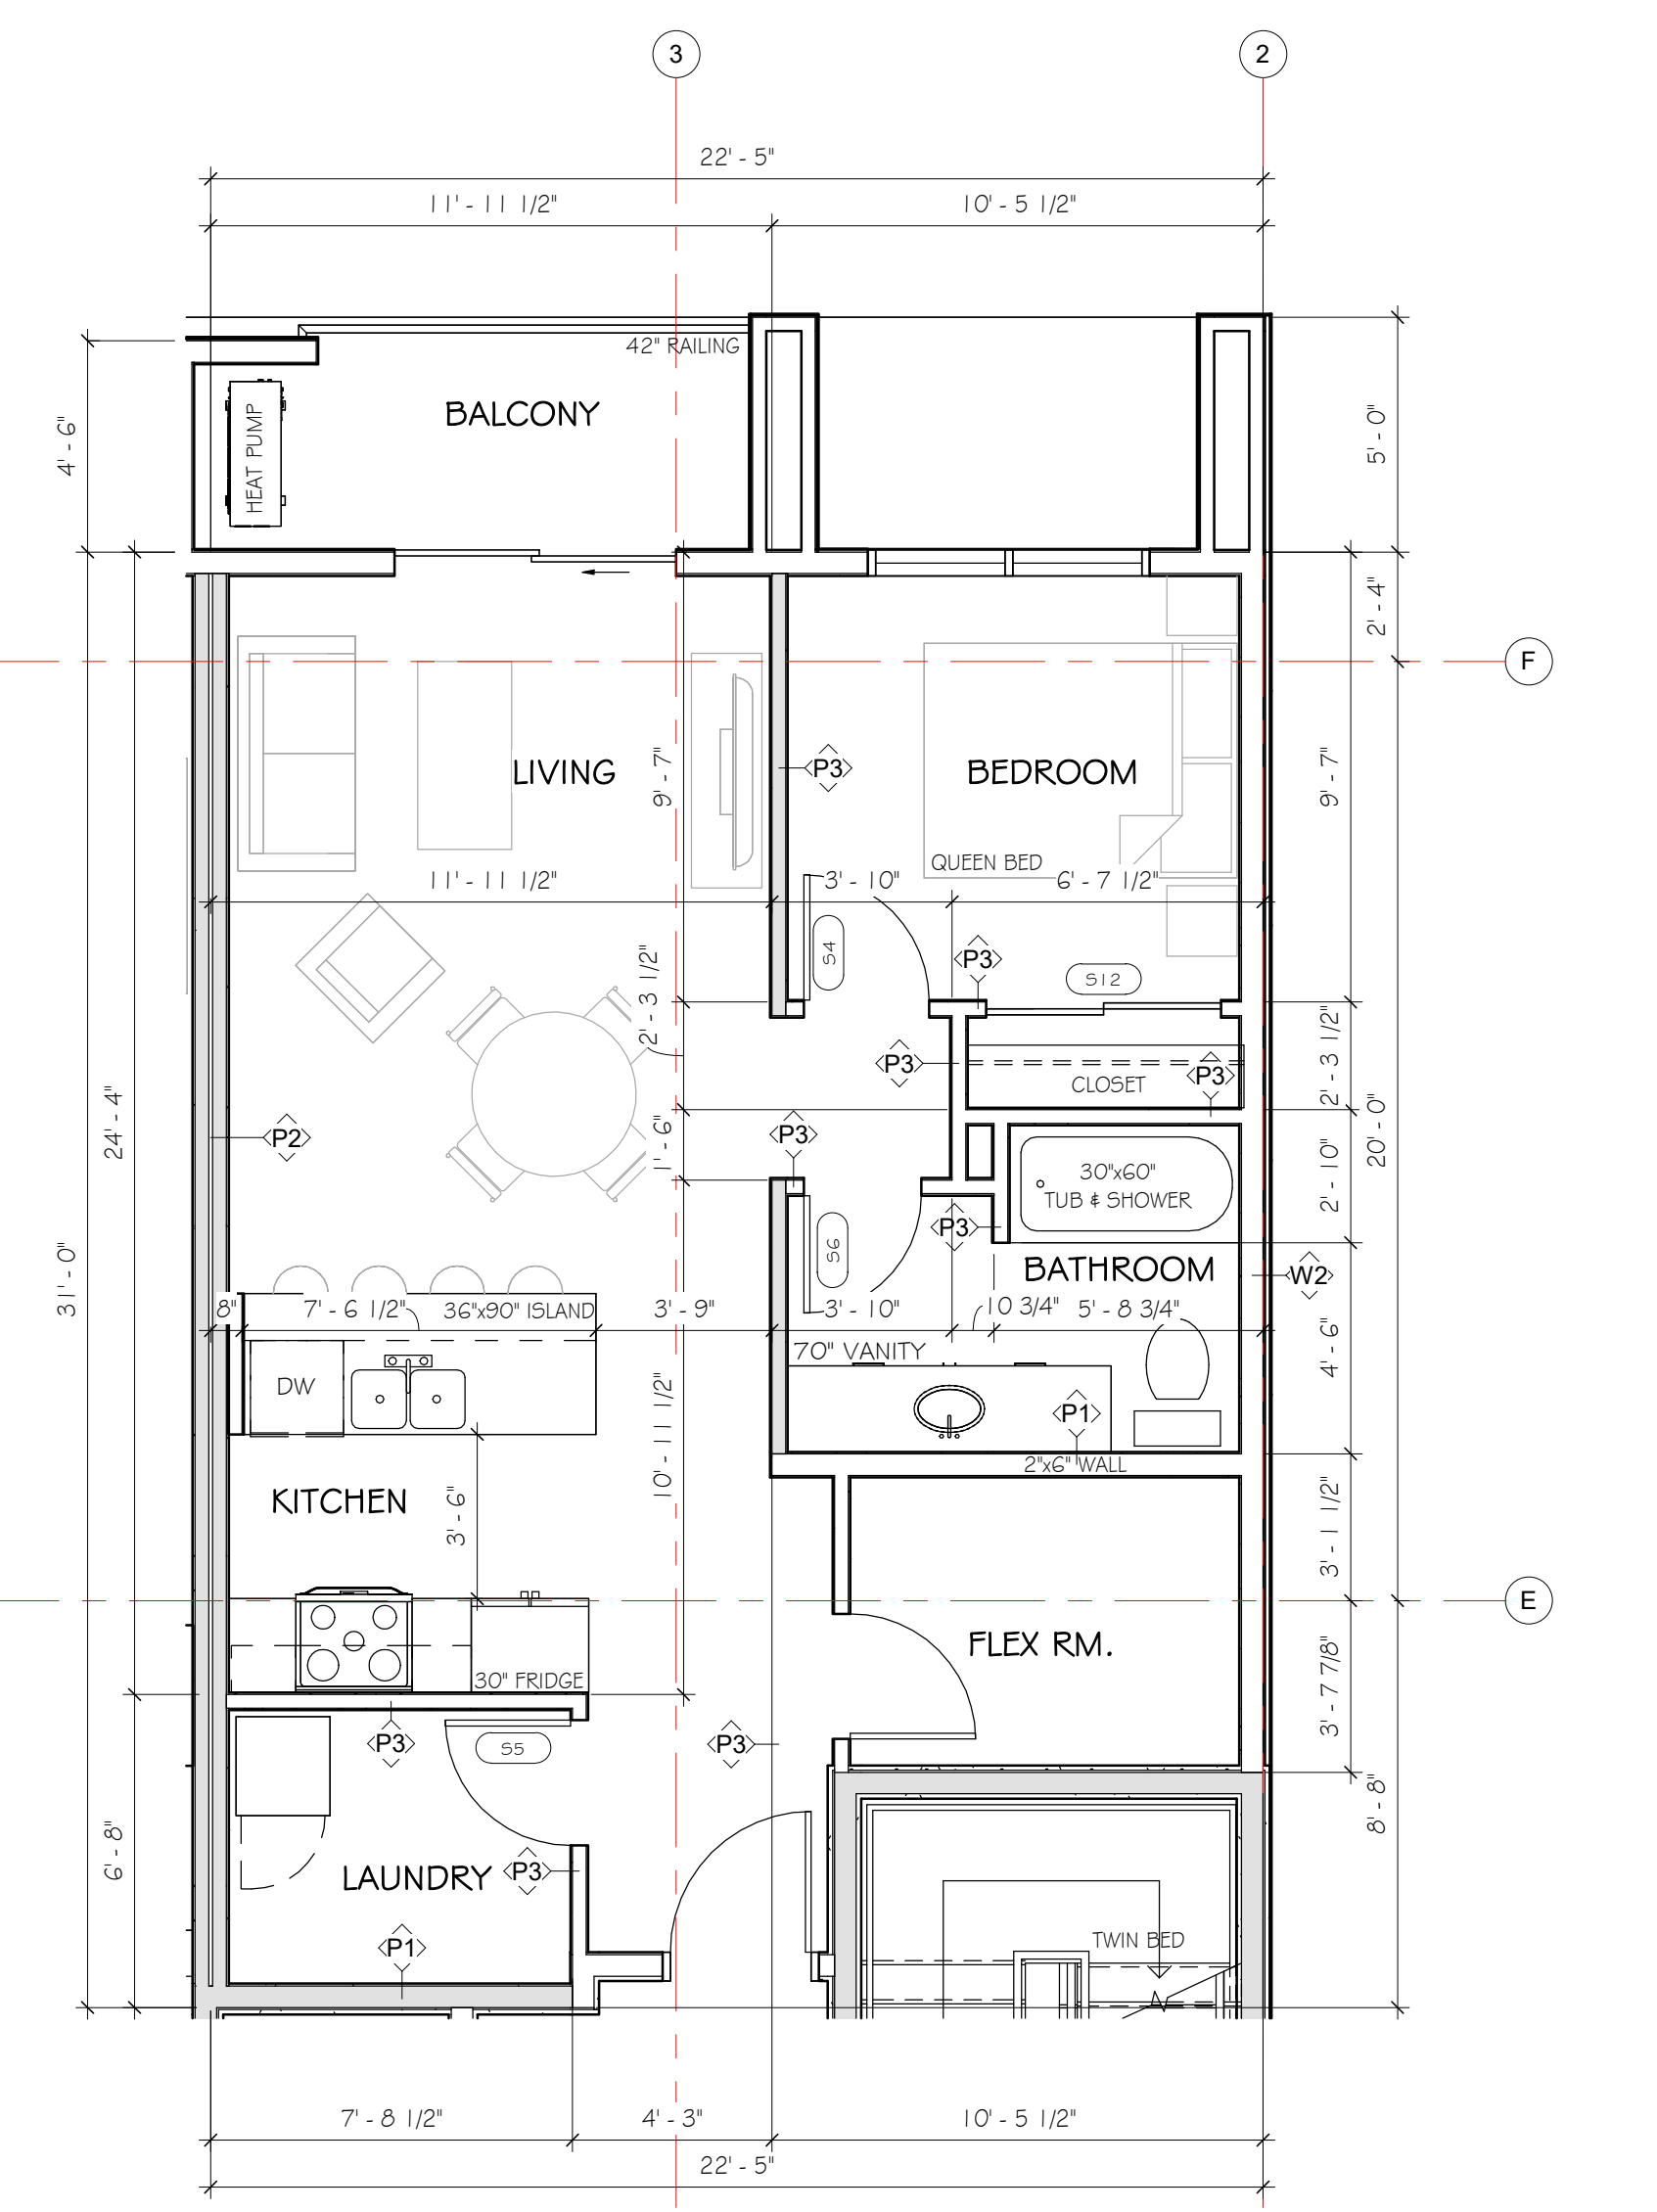 3
2
22' - 5"
11' - 11 1/2"
10' - 5 1/2"
42" RAILING
BALCONY
HEAT PUMP
4' - 6"
5' - 0"
2' - 4"
F
LIVING
9' - 7"
P3
BEDROOM
9' - 7"
QUEEN BED
11' - 11 1/2"
3' - 10"
6' - 7 1/2"
S4
P3
S12
2' - 3 1/2"
P3
CLOSET
P3
2' - 3 1/2"
24' - 4"
P2
P3
1' - 6"
30"x60"
TUB & SHOWER
2' - 10"
20' - 0"
P3
S6
31' - 0"
BATHROOM
W2
8"
7' - 6 1/2"
36"x90" ISLAND
3' - 9"
3' - 10"
10 3/4"
5' - 8 3/4"
70" VANITY
4' - 6"
DW
P1
10' - 11 1/2"
2"x6" WALL
KITCHEN
3' - 6"
3' - 1 1/2"
E
FLEX RM.
30" FRIDGE
3' - 7 7/8"
P3
S5
P3
8' - 8"
6' - 8"
LAUNDRY
P3
P1
TWIN BED
7' - 8 1/2"
4' - 3"
10' - 5 1/2"
22' - 5"